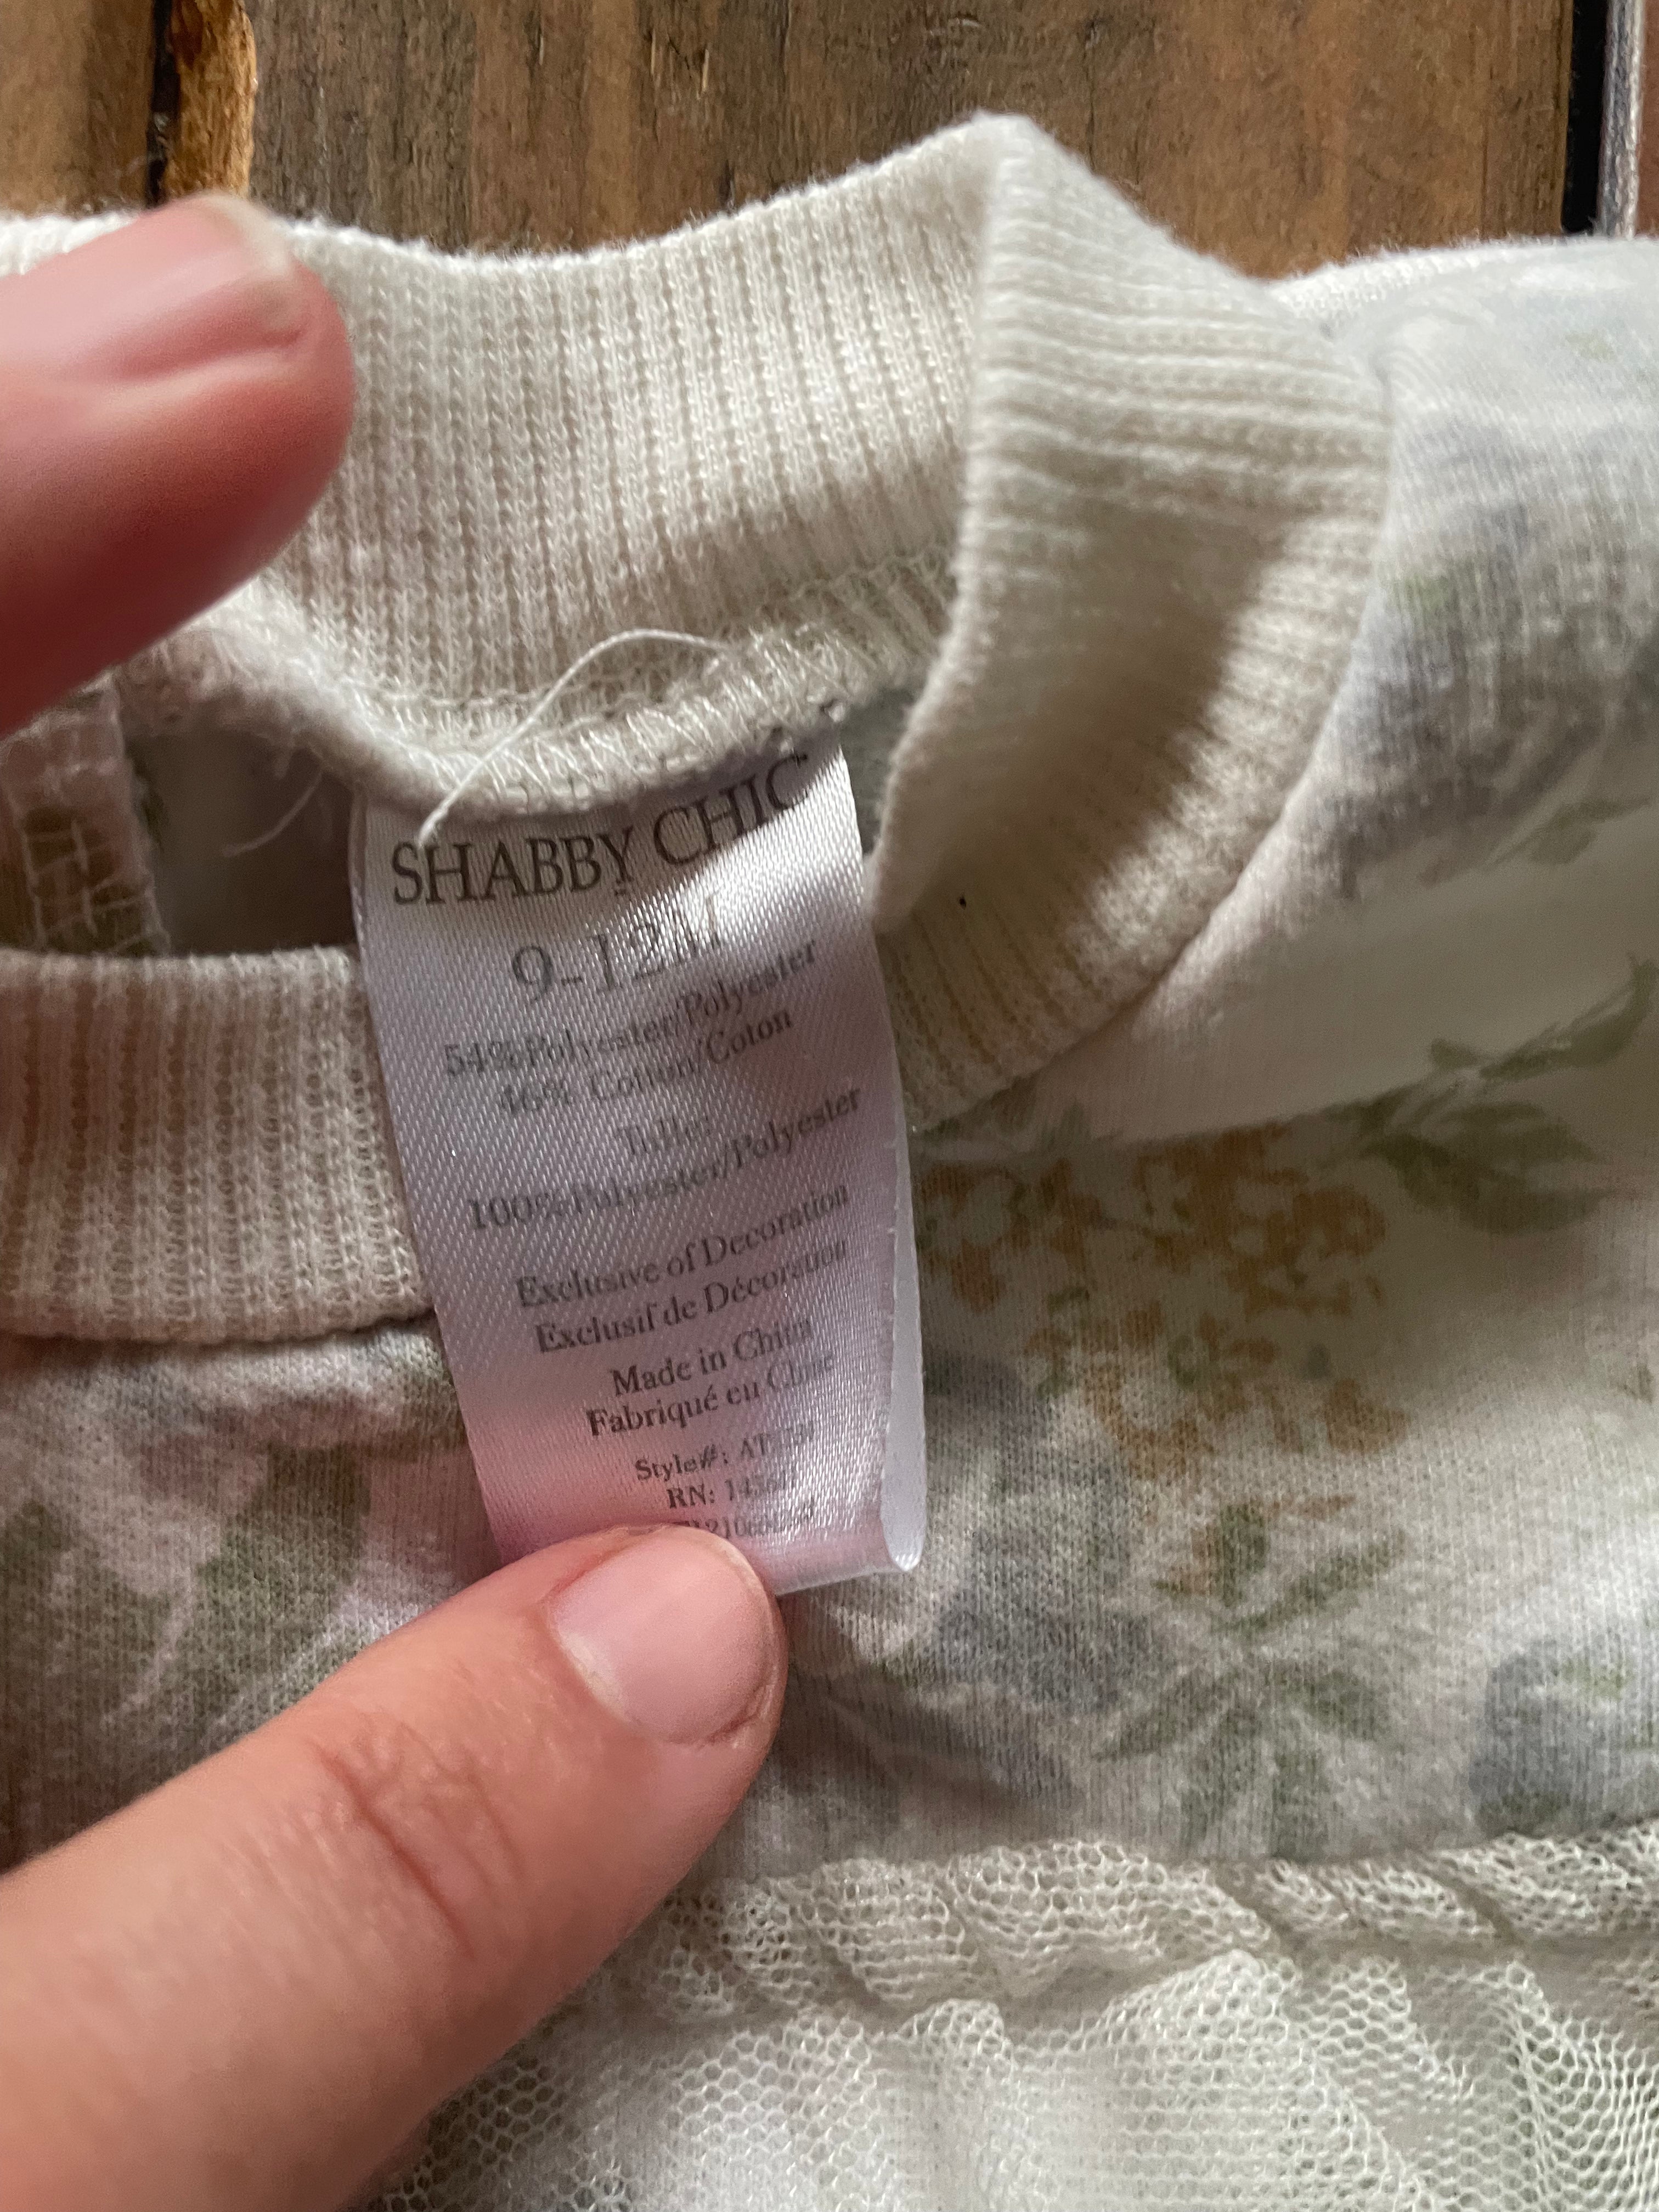 SHABBY CHIC
9-12M
54% Polyester/Polyester
46% Cotton/Coton
Tulle:
100% Polyester/Polyester
Exclusive of Decoration
Exclusif de Décoration
Made in China
Fabriqué en Chine
Style#:
RN: